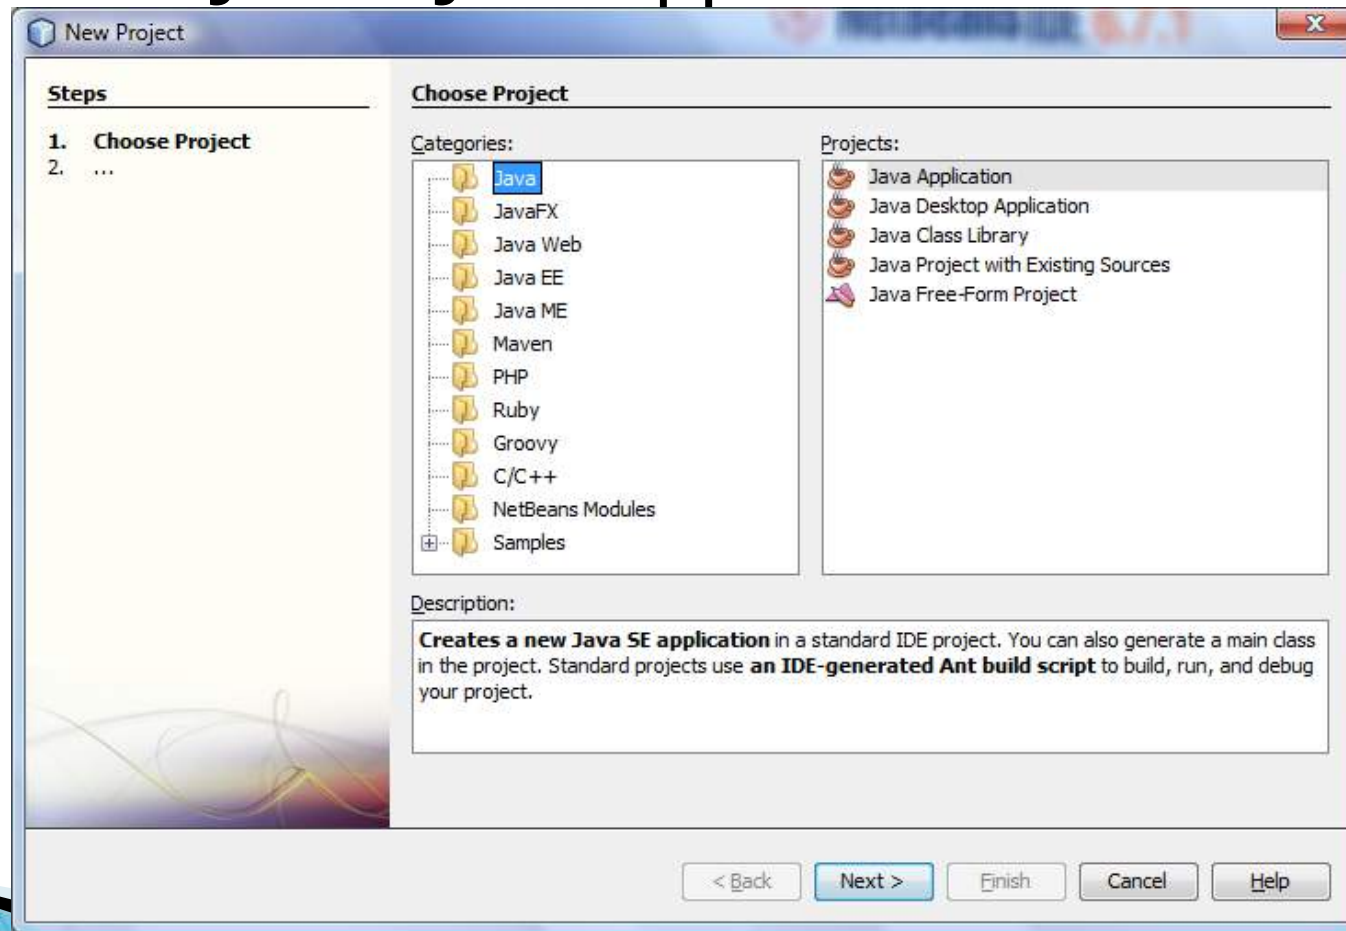 New Project
Steps
1. Choose Project
2. ...
Choose Project
Categories:
Java
JavaFX
Java Web
Java EE
Java ME
Maven
PHP
Ruby
Groovy
C/C++
NetBeans Modules
Samples
Projects:
Java Application
Java Desktop Application
Java Class Library
Java Project with Existing Sources
Java Free-Form Project
Description:
Creates a new Java SE application in a standard IDE project. You can also generate a main class
in the project. Standard projects use an IDE-generated Ant build script to build, run, and debug
your project.
< Back
Next >
Finish
Cancel
Help